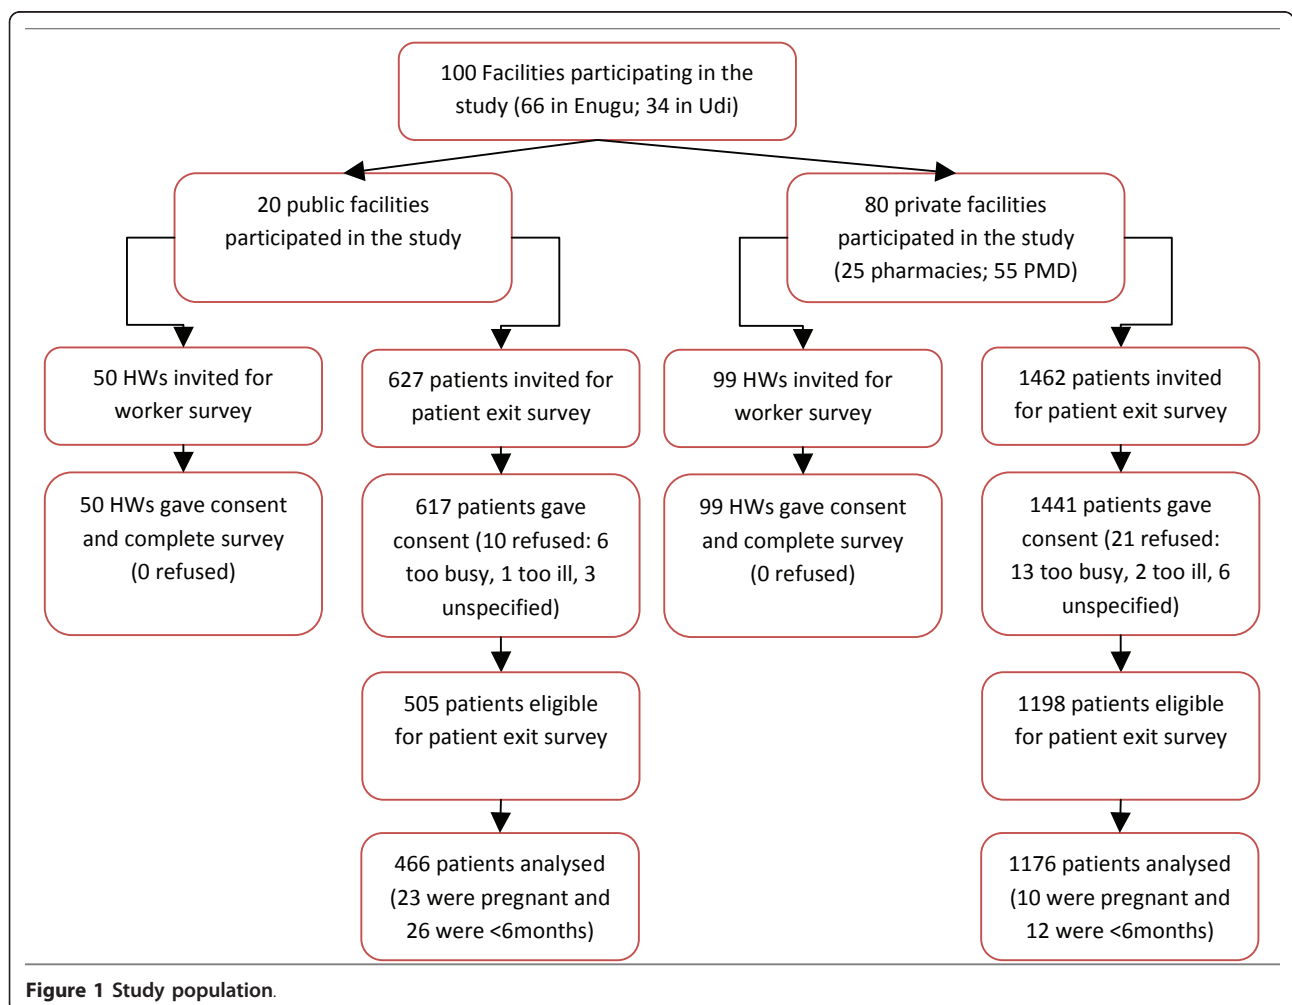 100 Facilities participating in the
study (66 in Enugu; 34 in Udi)
20 public facilities
participated in the study
80 private facilities
participated in the study
(25 pharmacies; 55 PMD)
50 HWs invited for
worker survey
627 patients invited for
patient exit survey
99 HWs invited for
worker survey
1462 patients invited
for patient exit survey
50 HWs gave consent
and complete survey
(0 refused)
617 patients gave
consent (10 refused: 6
too busy, 1 too ill, 3
unspecified)
99 HWs gave consent
and complete survey
(0 refused)
1441 patients gave
consent (21 refused:
13 too busy, 2 too ill, 6
unspecified)
505 patients eligible
for patient exit survey
1198 patients eligible
for patient exit survey
466 patients analysed
(23 were pregnant and
26 were <6months)
1176 patients analysed
(10 were pregnant and
12 were <6months)
Figure 1 Study population.